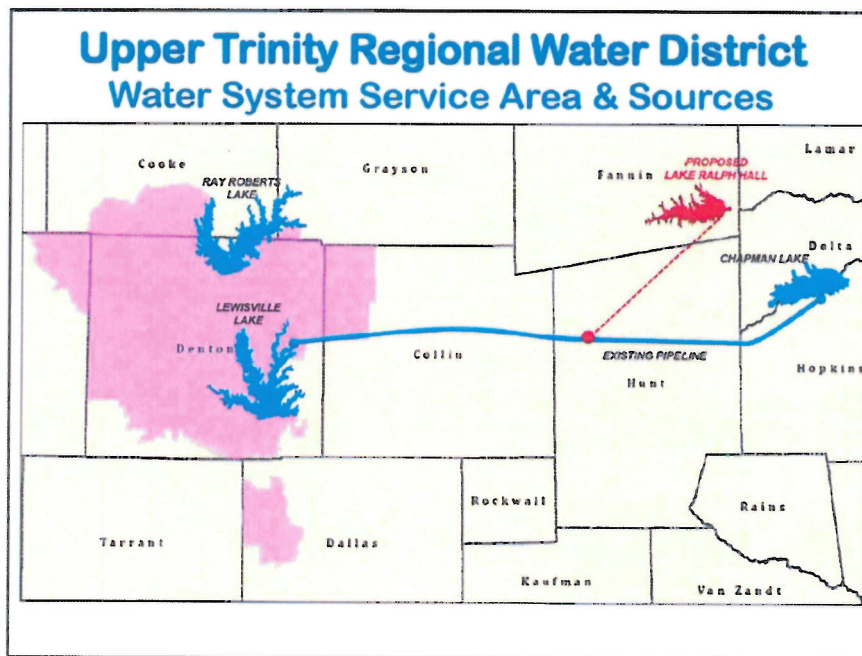 Upper Trinity Regional Water District
Water System Service Area & Sources
Cooke
Grayson
Fannin
Lamar
RAY ROBERTS
LAKE
PROPOSED
LAKE RALPH HALL
Delta
CHAPMAN LAKE
LEWISVILLE
LAKE
Denton
Collin
EXISTING PIPELINE
Hunt
Hopkins
Rockwall
Rains
Tarrant
Dallas
Kaufman
Van Zandt